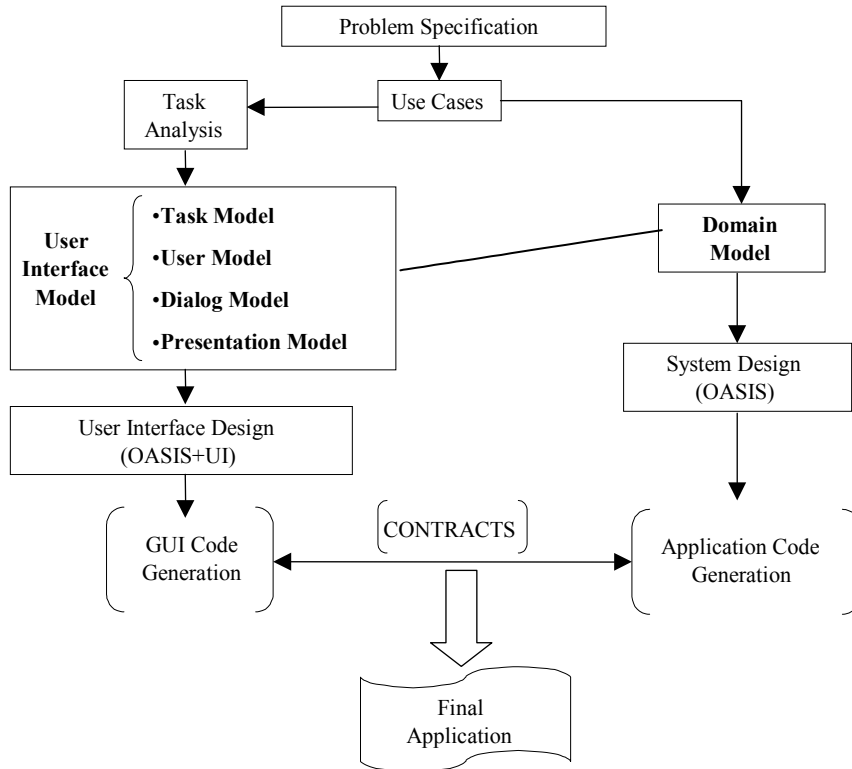 Problem Specification
Task
Analysis
Use Cases
User
Interface
Model
•Task Model
•User Model
•Dialog Model
•Presentation Model
Domain
Model
System Design
(OASIS)
User Interface Design
(OASIS+UI)
GUI Code
Generation
CONTRACTS
Application Code
Generation
Final
Application